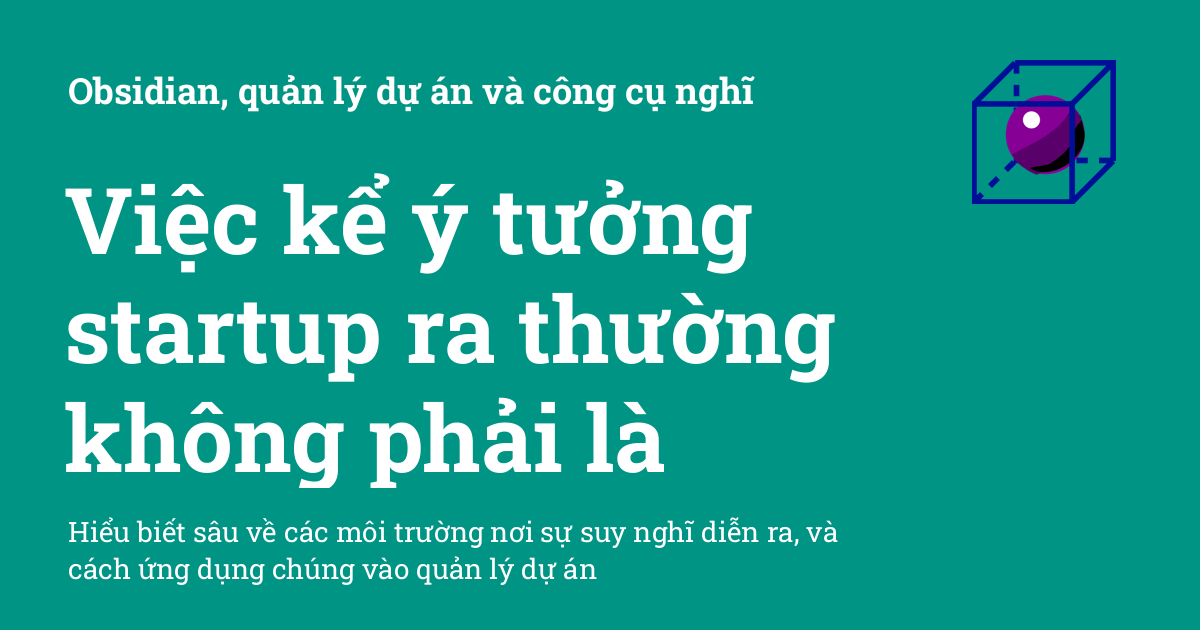 Obsidian, quản lý dự án và công cụ nghĩ
Việc kể ý tưởng
startup ra thường
không phải là
Hiểu biết sâu về các môi trường nơi sự suy nghĩ diễn ra, và
cách ứng dụng chúng vào quản lý dự án